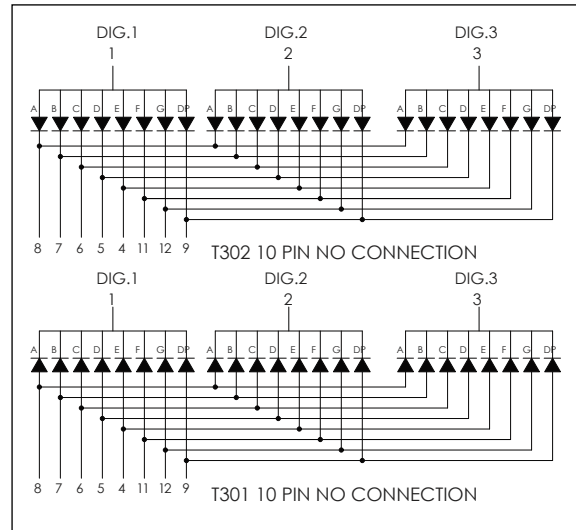 DIG.1 DIG.2 DIG.3
1 2 3
A B C D E F G DP A B C D E F G DP A B C D E F G DP
8 7 6 5 4 11 12 9 T302 10 PIN NO CONNECTION
DIG.1 DIG.2 DIG.3
1 2 3
A B C D E F G DP A B C D E F G DP A B C D E F G DP
8 7 6 5 4 11 12 9 T301 10 PIN NO CONNECTION